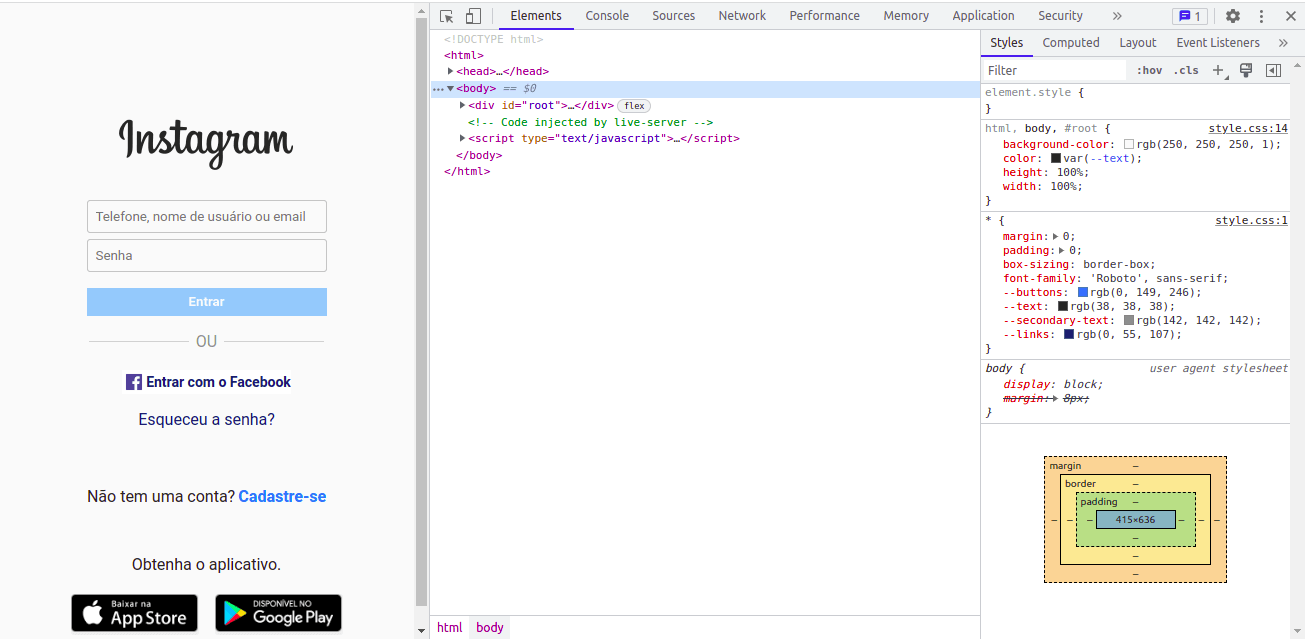 Instagram
Telefone, nome de usuário ou email
Senha
Entrar
OU
Entrar com o Facebook
Esqueceu a senha?
Não tem uma conta? Cadastre-se
Obtenha o aplicativo.
Baixar na
App Store
DISPONÍVEL NO
Google Play
Elements Console Sources Network Performance Memory Application Security » 1
<!DOCTYPE html>
<html>
<head>…</head>
… <body> == $0
<div id="root">…</div> flex
<!-- Code injected by live-server -->
<script type="text/javascript">…</script>
</body>
</html>
html body
Styles Computed Layout Event Listeners »
Filter :hov .cls +
element.style {
}
html, body, #root { style.css:14
background-color: rgb(250, 250, 250, 1);
color: var(--text);
height: 100%;
width: 100%;
}
* { style.css:1
margin: 0;
padding: 0;
box-sizing: border-box;
font-family: 'Roboto', sans-serif;
--buttons: rgb(0, 149, 246);
--text: rgb(38, 38, 38);
--secondary-text: rgb(142, 142, 142);
--links: rgb(0, 55, 107);
}
body { user agent stylesheet
display: block;
margin: 8px;
}
margin –
border –
padding –
– – – 415×636 – – –
–
–
–